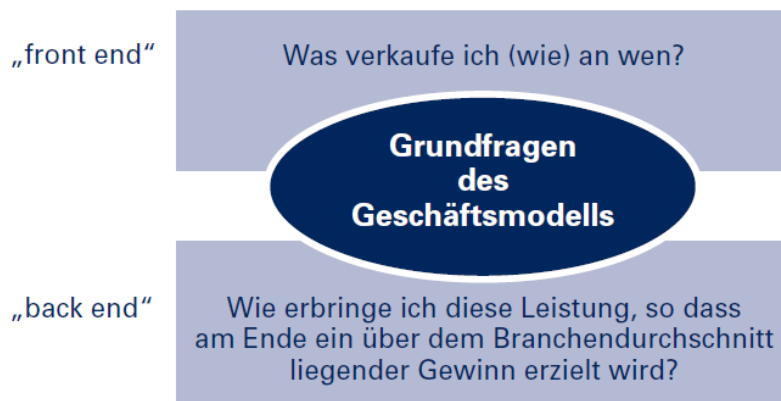 „front end“
Was verkaufe ich (wie) an wen?
Grundfragen
des
Geschäftsmodells
„back end“
Wie erbringe ich diese Leistung, so dass
am Ende ein über dem Branchendurchschnitt
liegender Gewinn erzielt wird?